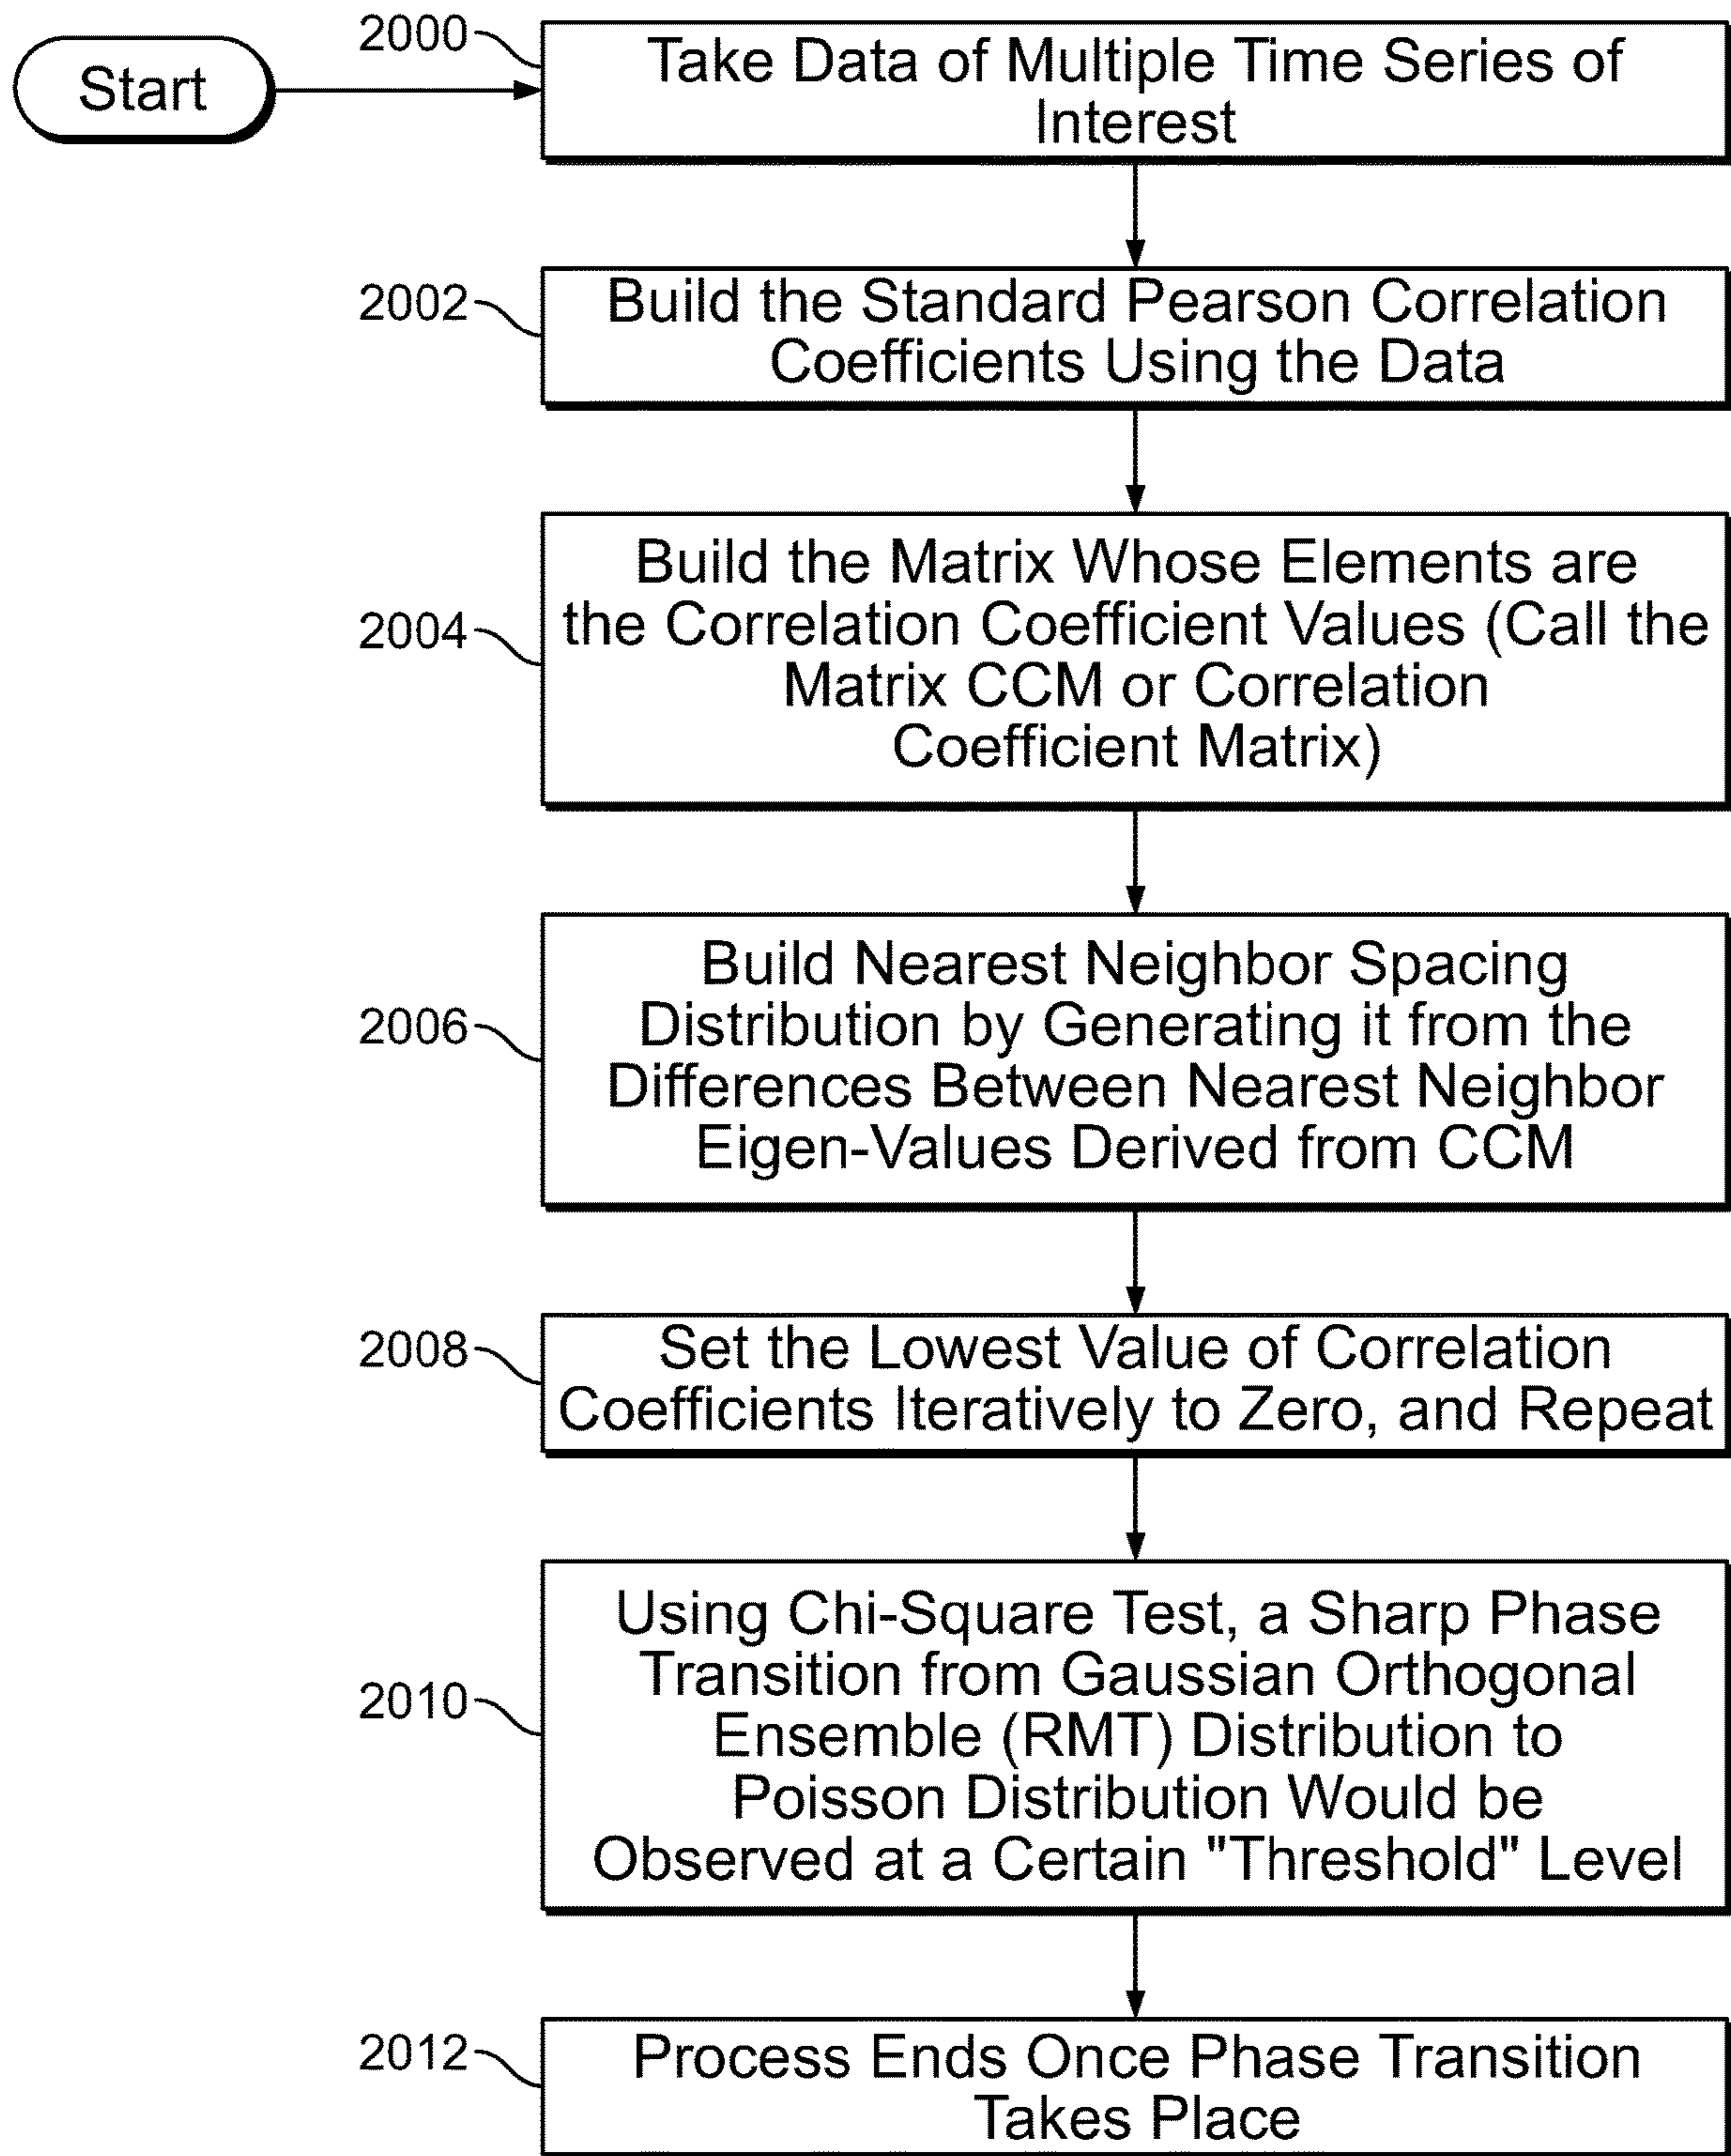 Start
2000
Take Data of Multiple Time Series of
Interest
2002
Build the Standard Pearson Correlation
Coefficients Using the Data
2004
Build the Matrix Whose Elements are
the Correlation Coefficient Values (Call the
Matrix CCM or Correlation
Coefficient Matrix)
2006
Build Nearest Neighbor Spacing
Distribution by Generating it from the
Differences Between Nearest Neighbor
Eigen-Values Derived from CCM
2008
Set the Lowest Value of Correlation
Coefficients Iteratively to Zero, and Repeat
2010
Using Chi-Square Test, a Sharp Phase
Transition from Gaussian Orthogonal
Ensemble (RMT) Distribution to
Poisson Distribution Would be
Observed at a Certain "Threshold" Level
2012
Process Ends Once Phase Transition
Takes Place